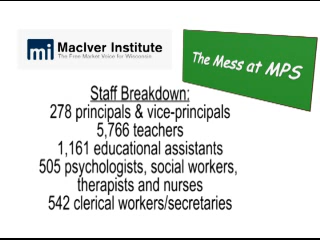 MacIver Institute
The Free Market Voice for Wisconsin
The Mess at MPS
Staff Breakdown:
278 principals & vice-principals
5,766 teachers
1,161 educational assistants
505 psychologists, social workers,
therapists and nurses
542 clerical workers/secretaries